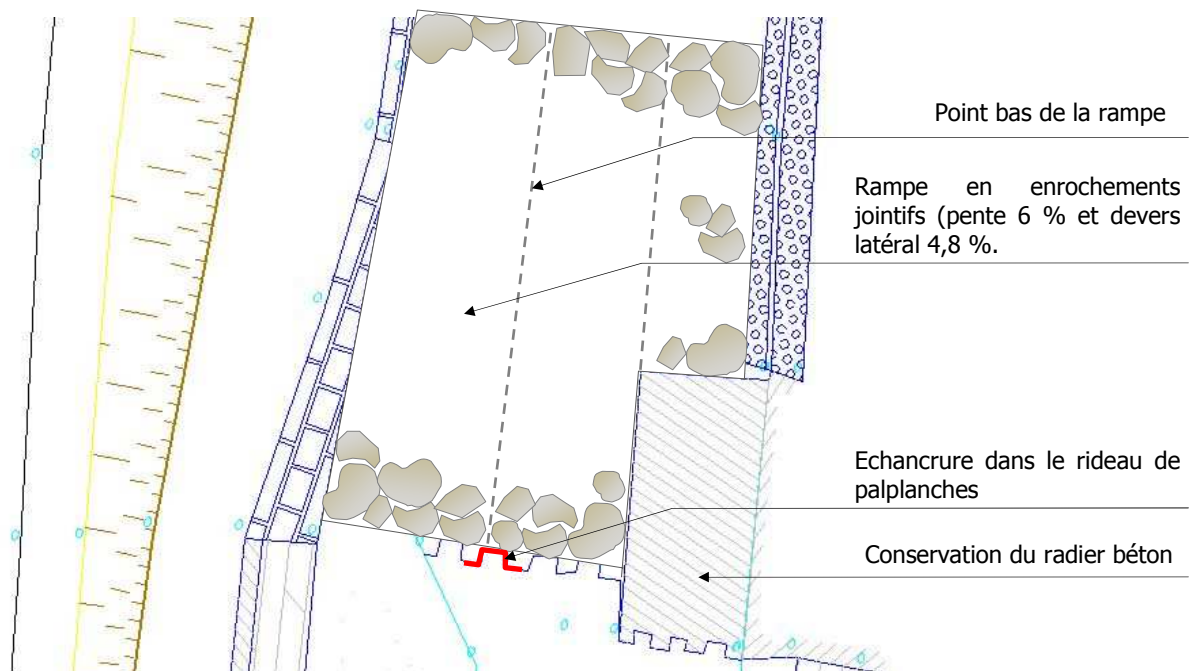 Point bas de la rampe
Rampe en enrochements
jointifs (pente 6 % et devers
latéral 4,8 %.
Echancrure dans le rideau de
palplanches
Conservation du radier béton